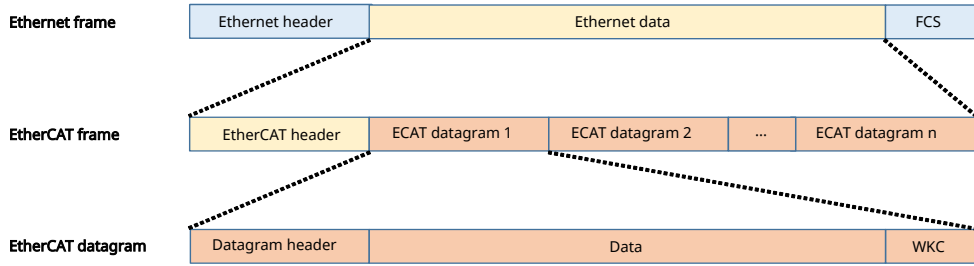 Ethernet frame Ethernet header Ethernet data FCS
EtherCAT frame EtherCAT header ECAT datagram 1 ECAT datagram 2 ... ECAT datagram n
EtherCAT datagram Datagram header Data WKC